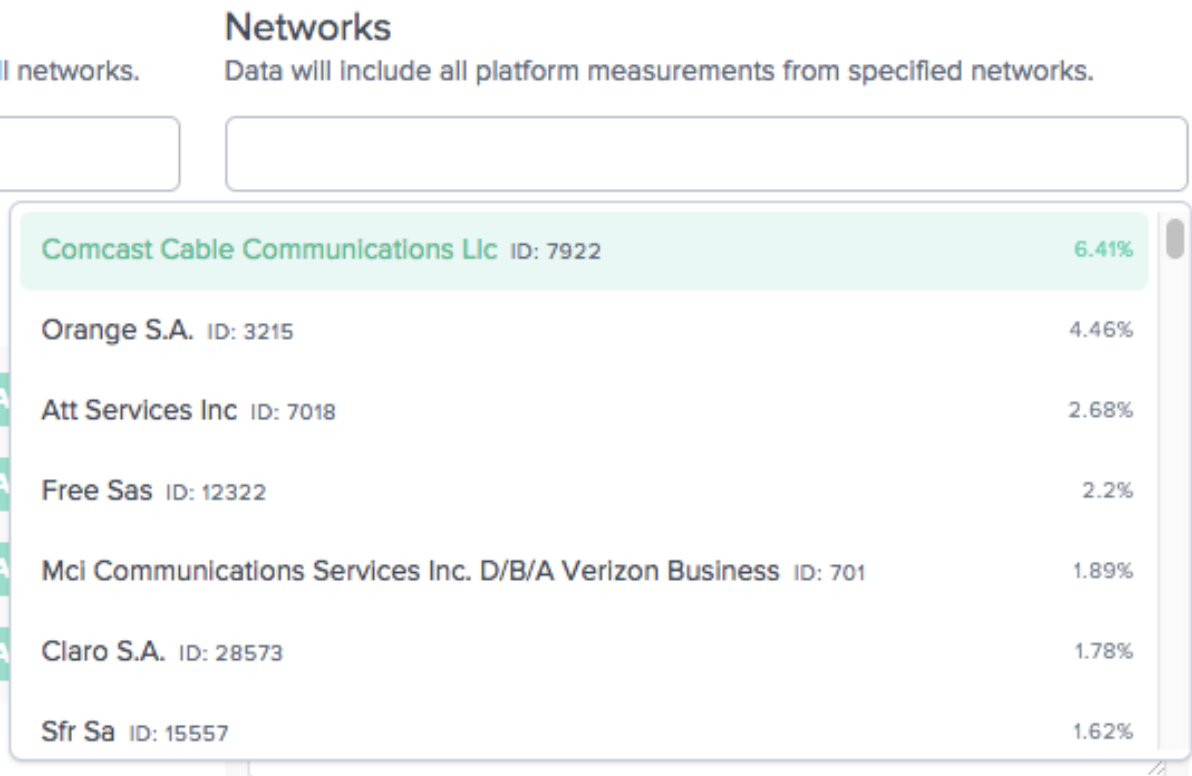 Networks
ll networks.
Data will include all platform measurements from specified networks.
Comcast Cable Communications Llc ID: 7922 6.41%
Orange S.A. ID: 3215 4.46%
Att Services Inc ID: 7018 2.68%
Free Sas ID: 12322 2.2%
Mci Communications Services Inc. D/B/A Verizon Business ID: 701 1.89%
Claro S.A. ID: 28573 1.78%
Sfr Sa ID: 15557 1.62%